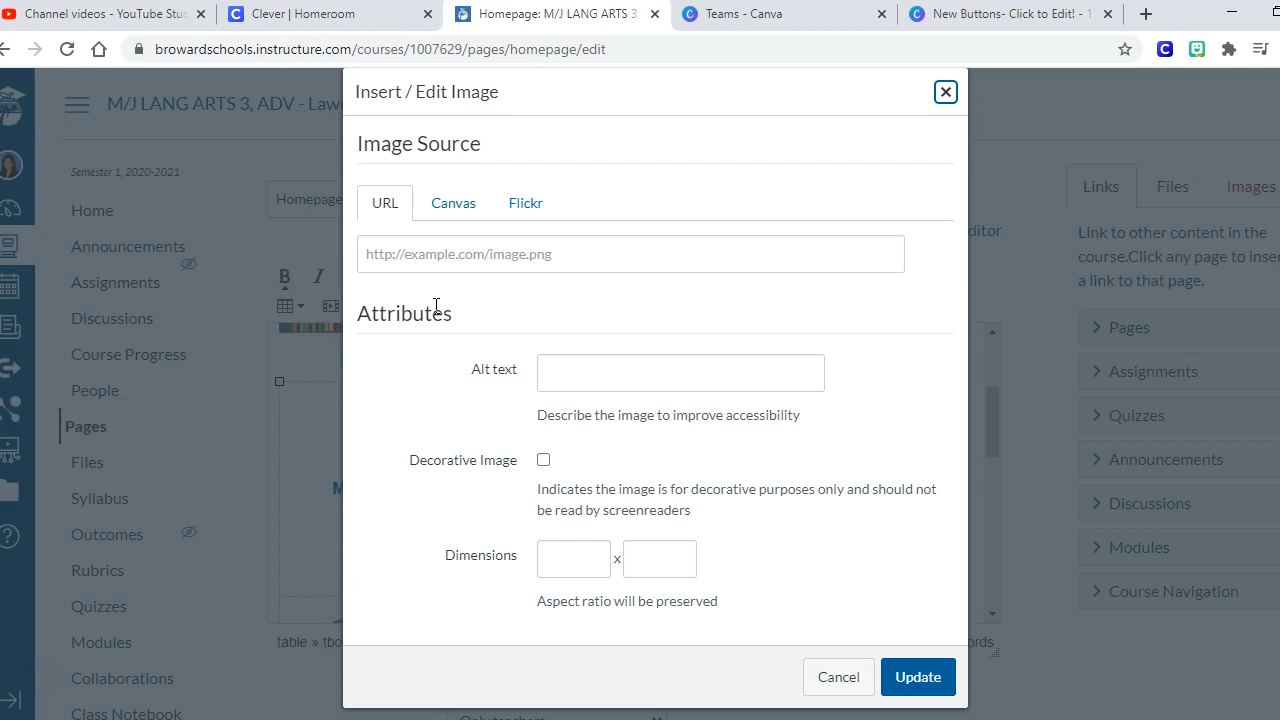 Channel videos - YouTube Stu
Clever | Homeroom
Homepage: M/J LANG ARTS 3,
Teams - Canva
New Buttons- Click to Edit! - 1
browardschools.instructure.com/courses/1007629/pages/homepage/edit
M/J LANG ARTS 3, ADV - Law
Semester 1, 2020-2021
Home
Announcements
Assignments
Discussions
Course Progress
People
Pages
Files
Syllabus
Outcomes
Rubrics
Quizzes
Modules
Collaborations
Class Notebook
Homepage
B I
M
table » tbo
Insert / Edit Image
Image Source
URL Canvas Flickr
http://example.com/image.png
Attributes
Alt text
Describe the image to improve accessibility
Decorative Image
Indicates the image is for decorative purposes only and should not
be read by screenreaders
Dimensions
x
Aspect ratio will be preserved
Cancel
Update
ditor
ords
Links Files Images
Link to other content in the
course.Click any page to inser
a link to that page.
Pages
Assignments
Quizzes
Announcements
Discussions
Modules
Course Navigation